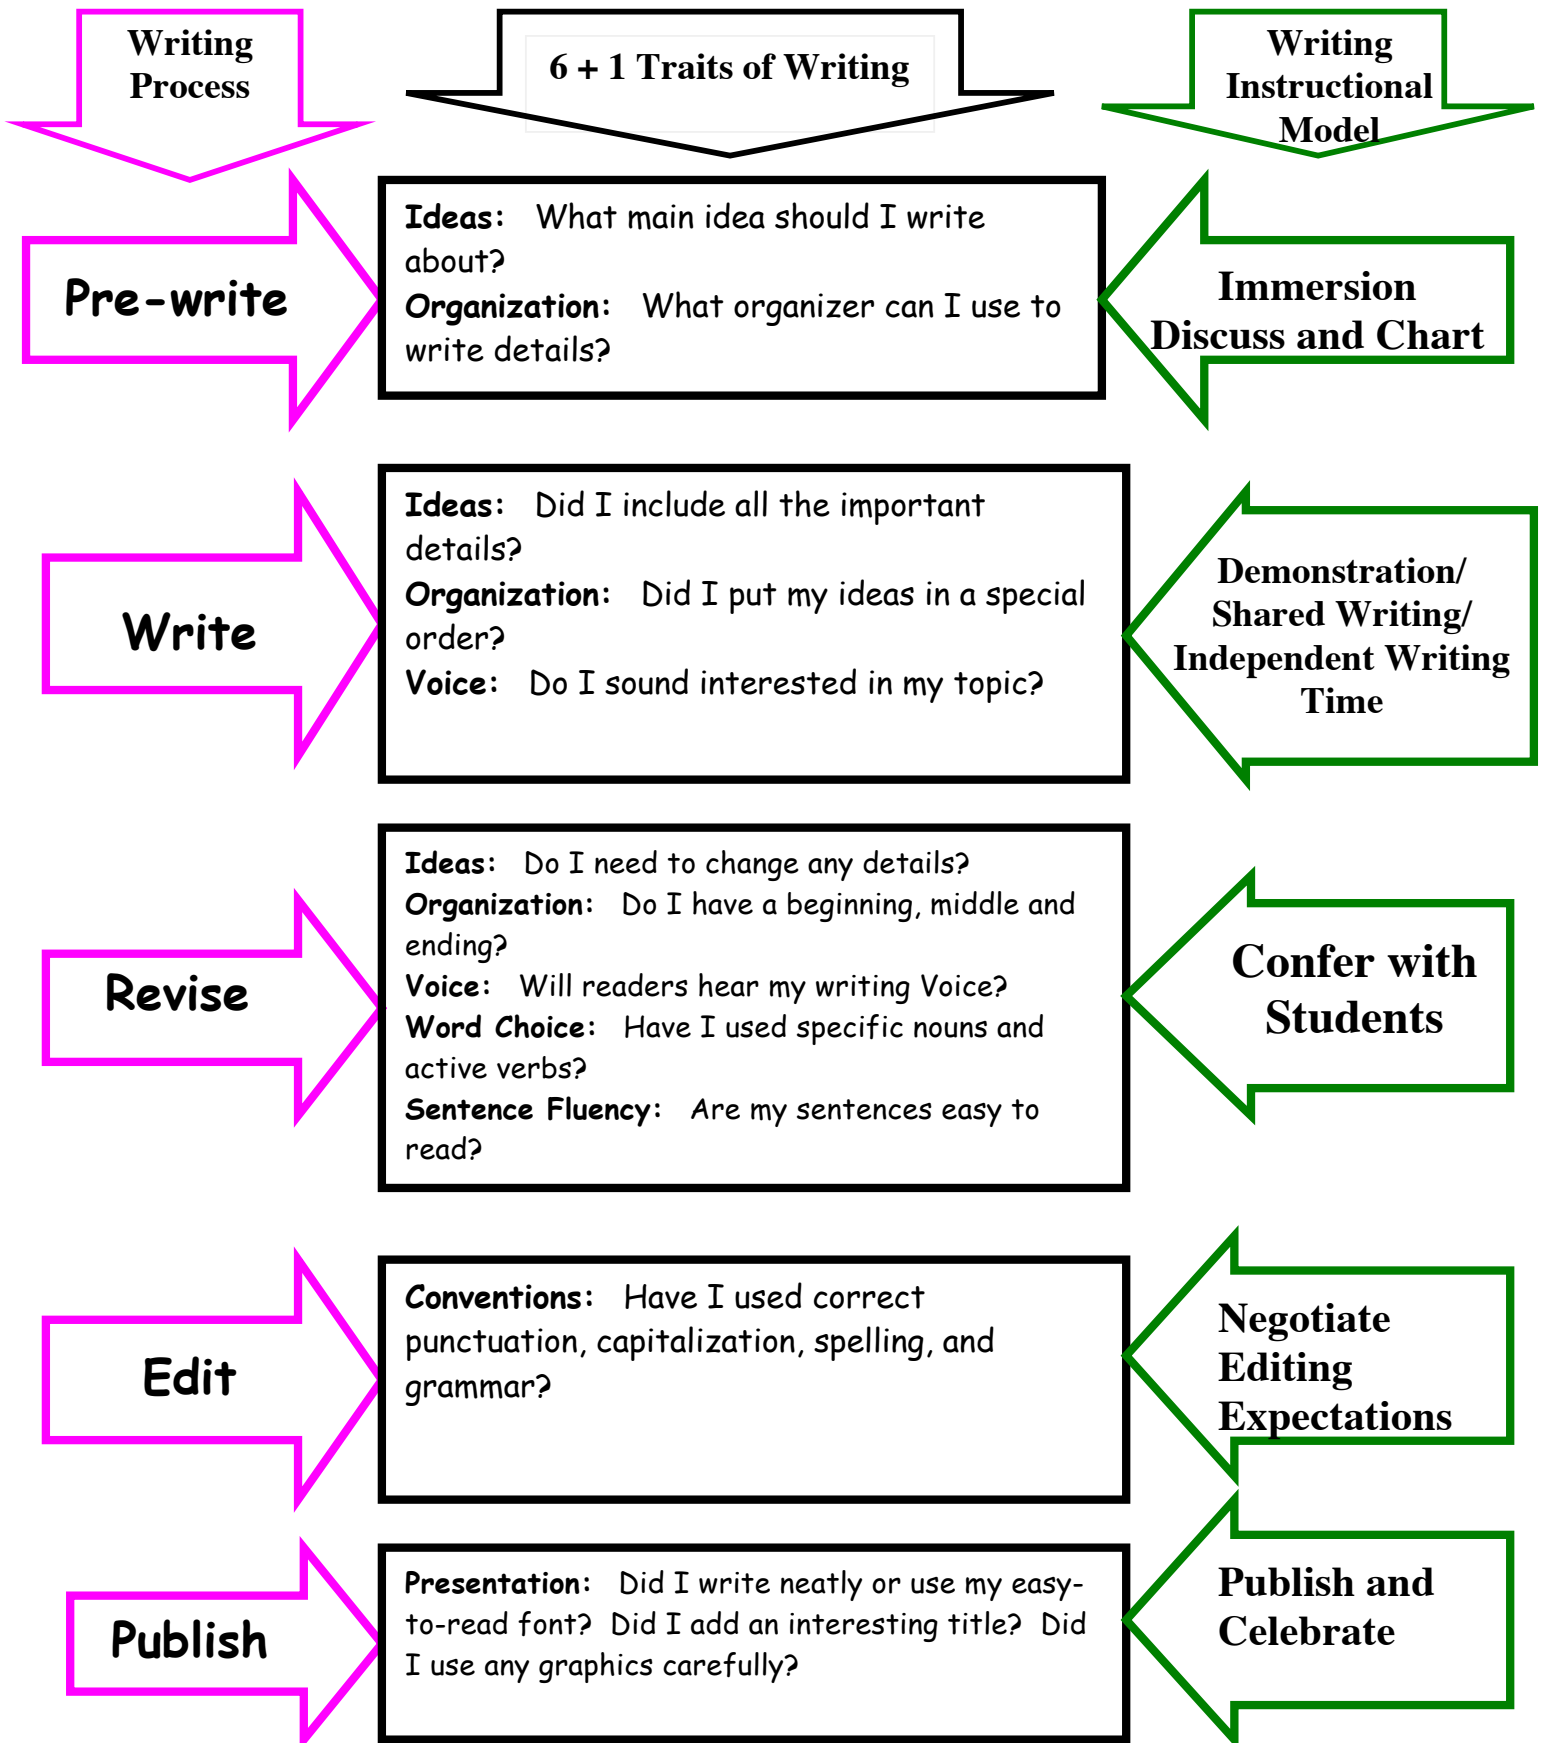 Writing
Process
6 + 1 Traits of Writing
Writing
Instructional
Model
Pre-write
Ideas: What main idea should I write
about?
Organization: What organizer can I use to
write details?
Immersion
Discuss and Chart
Write
Ideas: Did I include all the important
details?
Organization: Did I put my ideas in a special
order?
Voice: Do I sound interested in my topic?
Demonstration/
Shared Writing/
Independent Writing
Time
Revise
Ideas: Do I need to change any details?
Organization: Do I have a beginning, middle and
ending?
Voice: Will readers hear my writing Voice?
Word Choice: Have I used specific nouns and
active verbs?
Sentence Fluency: Are my sentences easy to
read?
Confer with
Students
Edit
Conventions: Have I used correct
punctuation, capitalization, spelling, and
grammar?
Negotiate
Editing
Expectations
Publish
Presentation: Did I write neatly or use my easy-
to-read font? Did I add an interesting title? Did
I use any graphics carefully?
Publish and
Celebrate